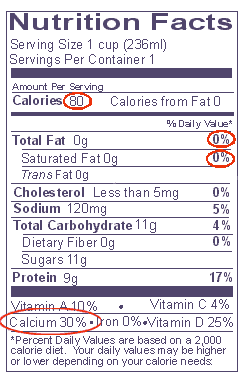 Nutrition Facts
Serving Size 1 cup (236ml)
Servings Per Container 1
Amount Per Serving
Calories 80 Calories from Fat 0
% Daily Value*
Total Fat 0g 0%
Saturated Fat 0g 0%
Trans Fat 0g
Cholesterol Less than 5mg 0%
Sodium 120mg 5%
Total Carbohydrate 11g 4%
Dietary Fiber 0g 0%
Sugars 11g
Protein 9g 17%
Vitamin A 10% • Vitamin C 4%
Calcium 30% • Iron 0% • Vitamin D 25%
*Percent Daily Values are based on a 2,000
calorie diet. Your daily values may be higher
or lower depending on your calorie needs: